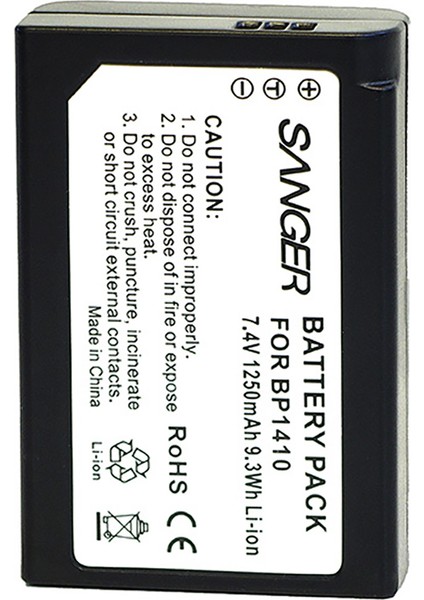 SANGER
BATTERY PACK
FOR BP1410
7.4V 1250mAh 9.3Wh Li-ion
CAUTION:
1. Do not connect improperly.
2. Do not dispose of in fire or expose
to excess heat.
3. Do not crush, puncture, incinerate
or short circuit external contacts.
Made in China
RoHS CE
Li-ion
+ T -